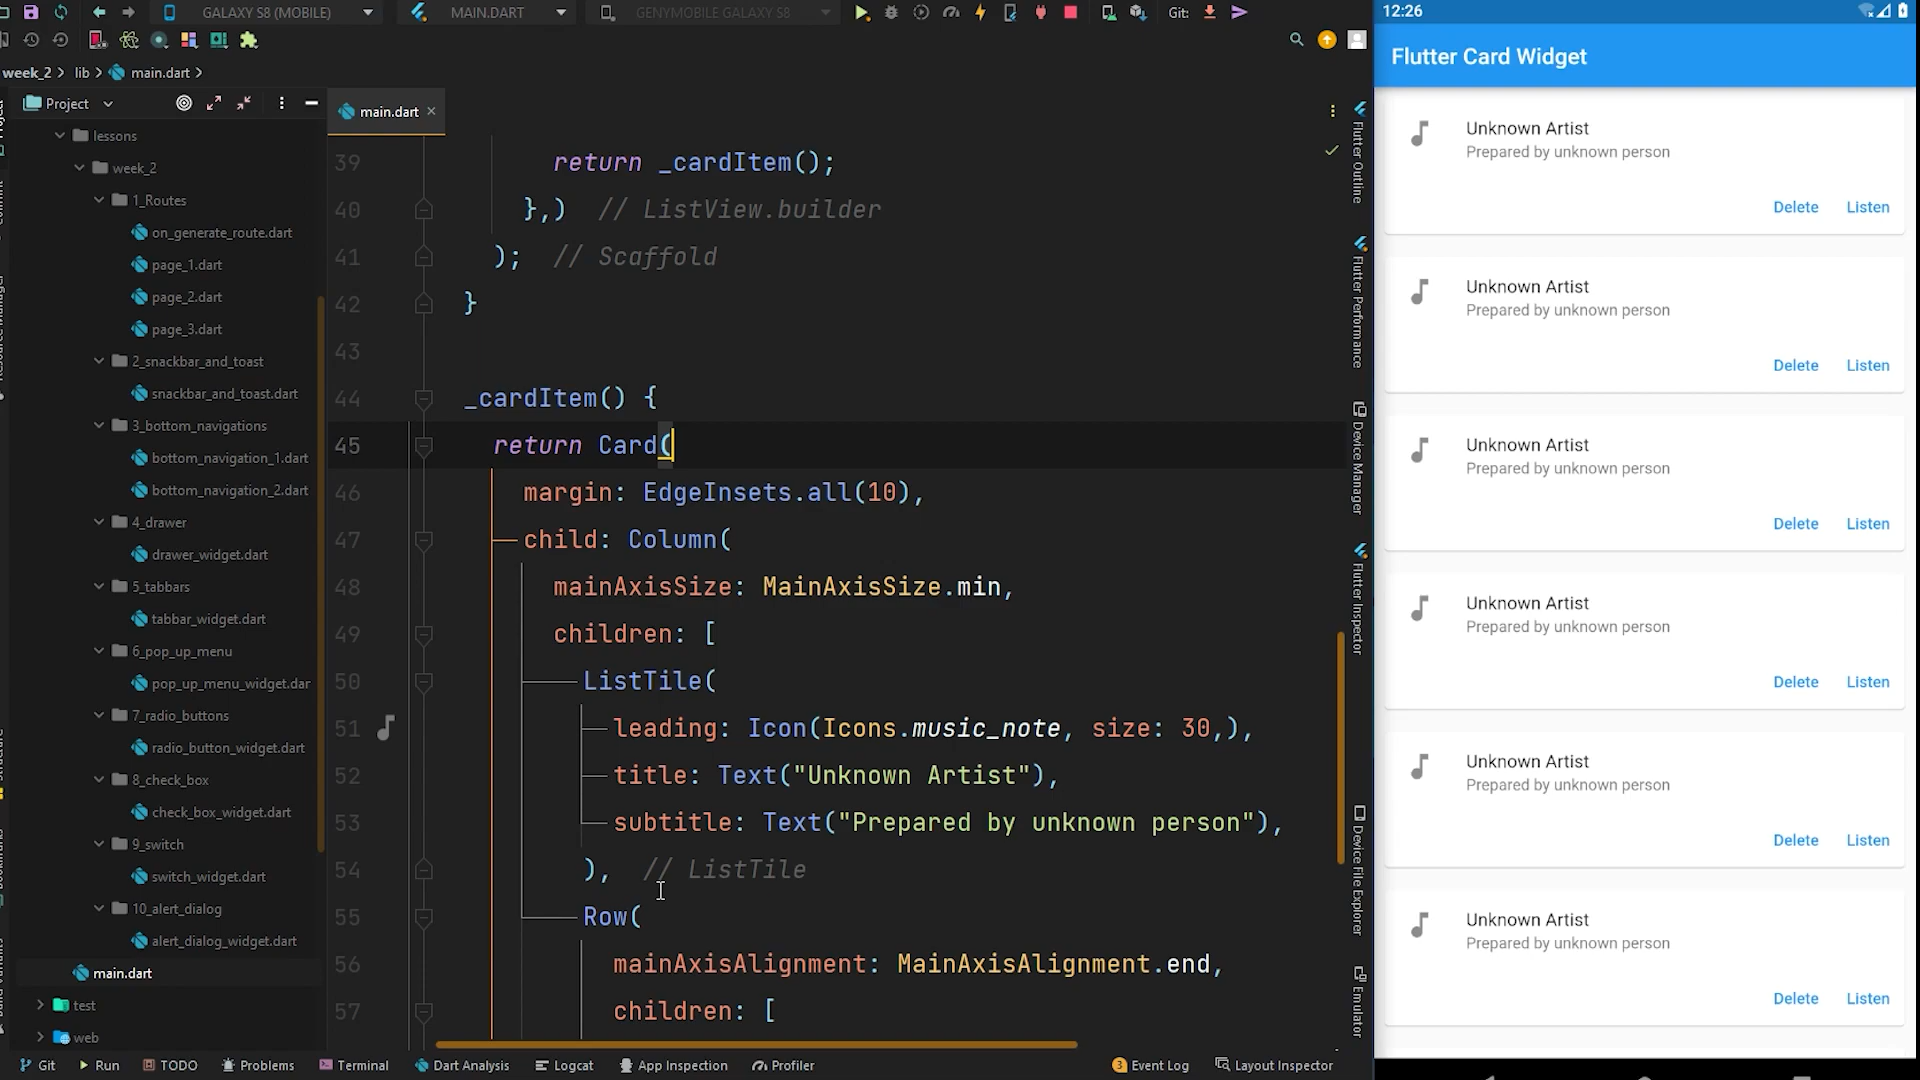 GALAXY S8 (MOBILE)
MAIN.DART
GENYMOBILE GALAXY S8
Git:
week_2
lib
main.dart
Project
main.dart
lessons
week_2
1_Routes
on_generate_route.dart
page_1.dart
page_2.dart
page_3.dart
2_snackbar_and_toast
snackbar_and_toast.dart
3_bottom_navigations
bottom_navigation_1.dart
bottom_navigation_2.dart
4_drawer
drawer_widget.dart
5_tabbars
tabbar_widget.dart
6_pop_up_menu
pop_up_menu_widget.dar
7_radio_buttons
radio_button_widget.dart
8_check_box
check_box_widget.dart
9_switch
switch_widget.dart
10_alert_dialog
alert_dialog_widget.dart
main.dart
test
web
39 return _cardItem();
40 },) // ListView.builder
41 ); // Scaffold
42 }
43
44 _cardItem() {
45 return Card(
46 margin: EdgeInsets.all(10),
47 child: Column(
48 mainAxisSize: MainAxisSize.min,
49 children: [
50 ListTile(
51 leading: Icon(Icons.music_note, size: 30,),
52 title: Text("Unknown Artist"),
53 subtitle: Text("Prepared by unknown person"),
54 ), // ListTile
55 Row(
56 mainAxisAlignment: MainAxisAlignment.end,
57 children: [
Flutter Outline
Flutter Performance
Device Manager
Flutter Inspector
Device File Explorer
Emulator
Git
Run
TODO
Problems
Terminal
Dart Analysis
Logcat
App Inspection
Profiler
3 Event Log
Layout Inspector
12:26
Flutter Card Widget
Unknown Artist
Prepared by unknown person
Delete Listen
Unknown Artist
Prepared by unknown person
Delete Listen
Unknown Artist
Prepared by unknown person
Delete Listen
Unknown Artist
Prepared by unknown person
Delete Listen
Unknown Artist
Prepared by unknown person
Delete Listen
Unknown Artist
Prepared by unknown person
Delete Listen